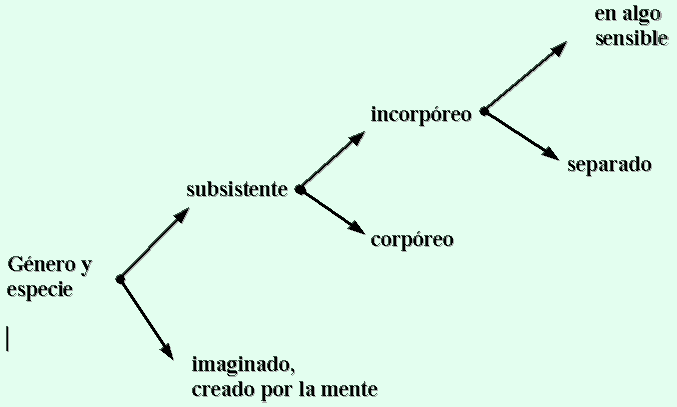 en algo
sensible
incorpóreo
separado
subsistente
corpóreo
Género y
especie
imaginado,
creado por la mente